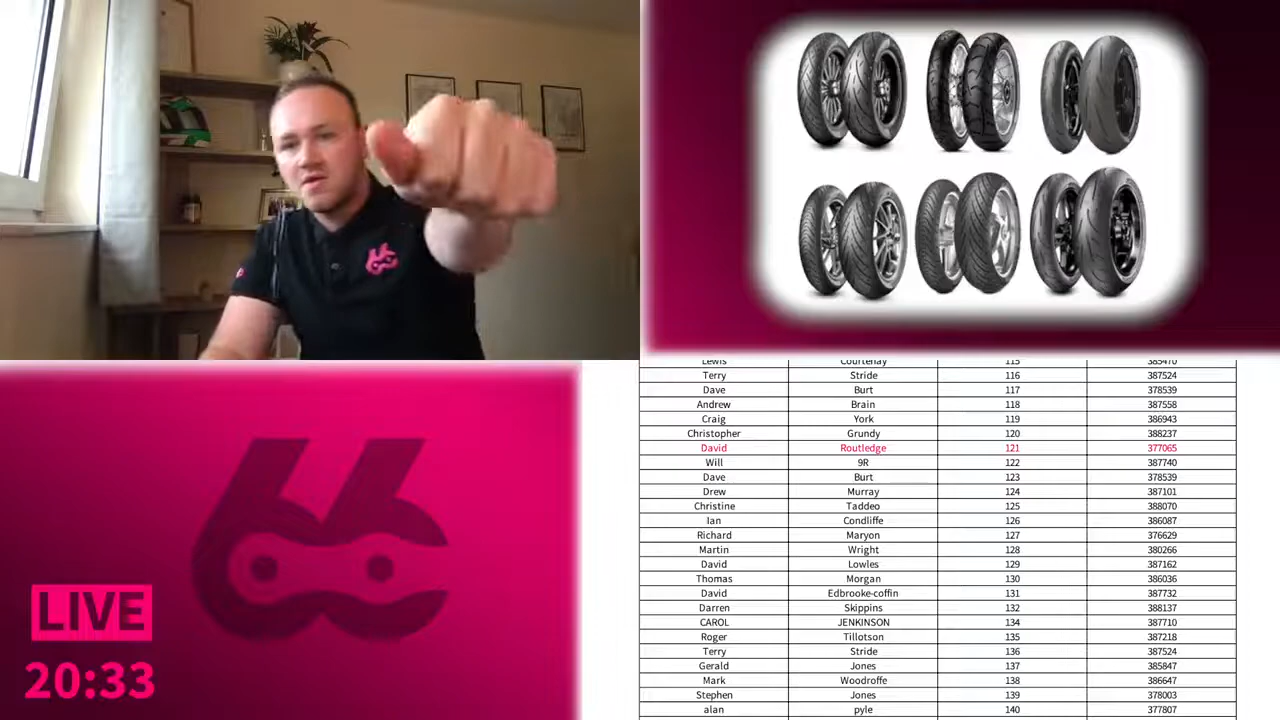 Lewis Courtenay 115 385470
Terry Stride 116 387524
Dave Burt 117 378539
Andrew Brain 118 387558
Craig York 119 386943
Christopher Grundy 120 388237
David Routledge 121 377065
Will 9R 122 387740
Dave Burt 123 378539
Drew Murray 124 387101
Christine Taddeo 125 388070
Ian Condliffe 126 386087
Richard Maryon 127 376629
Martin Wright 128 380266
David Lowles 129 387162
Thomas Morgan 130 386036
David Edbrooke-coffin 131 387732
Darren Skippins 132 388137
CAROL JENKINSON 134 387710
Roger Tillotson 135 387218
Terry Stride 136 387524
Gerald Jones 137 385847
Mark Woodroffe 138 386647
Stephen Jones 139 378003
alan pyle 140 377807
LIVE
20:33